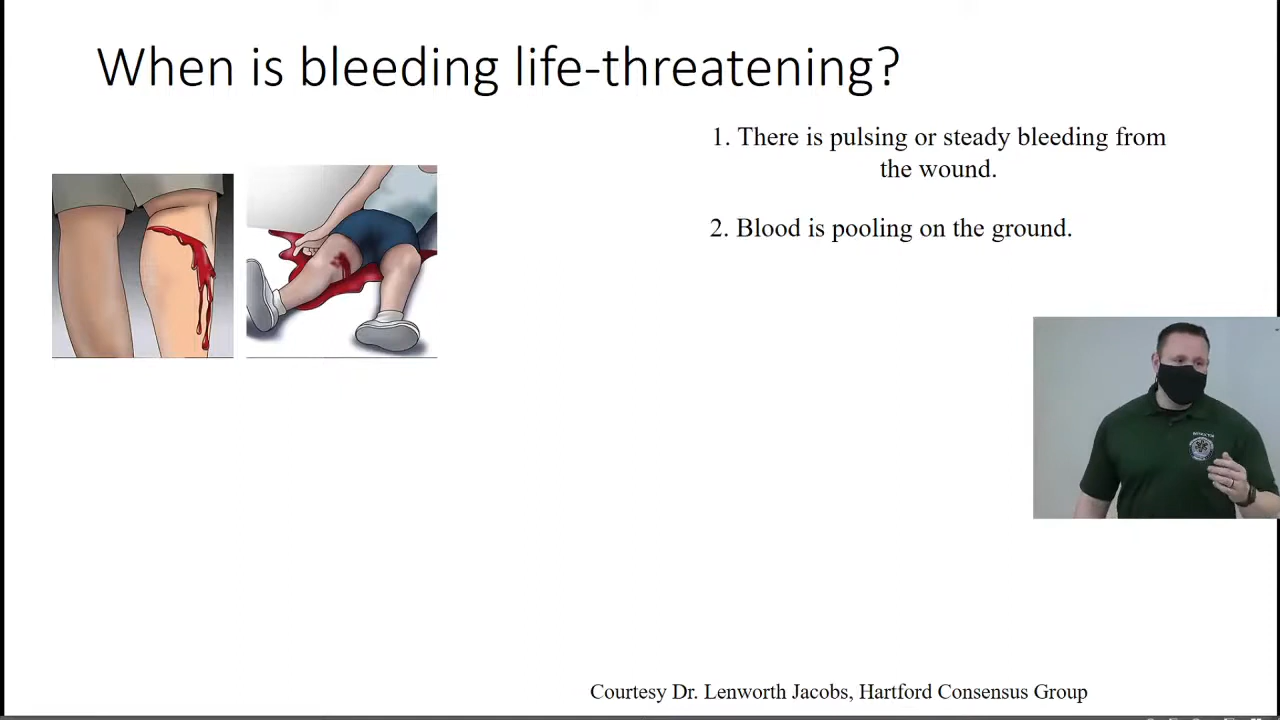 When is bleeding life-threatening?
1. There is pulsing or steady bleeding from
the wound.
2. Blood is pooling on the ground.
Courtesy Dr. Lenworth Jacobs, Hartford Consensus Group